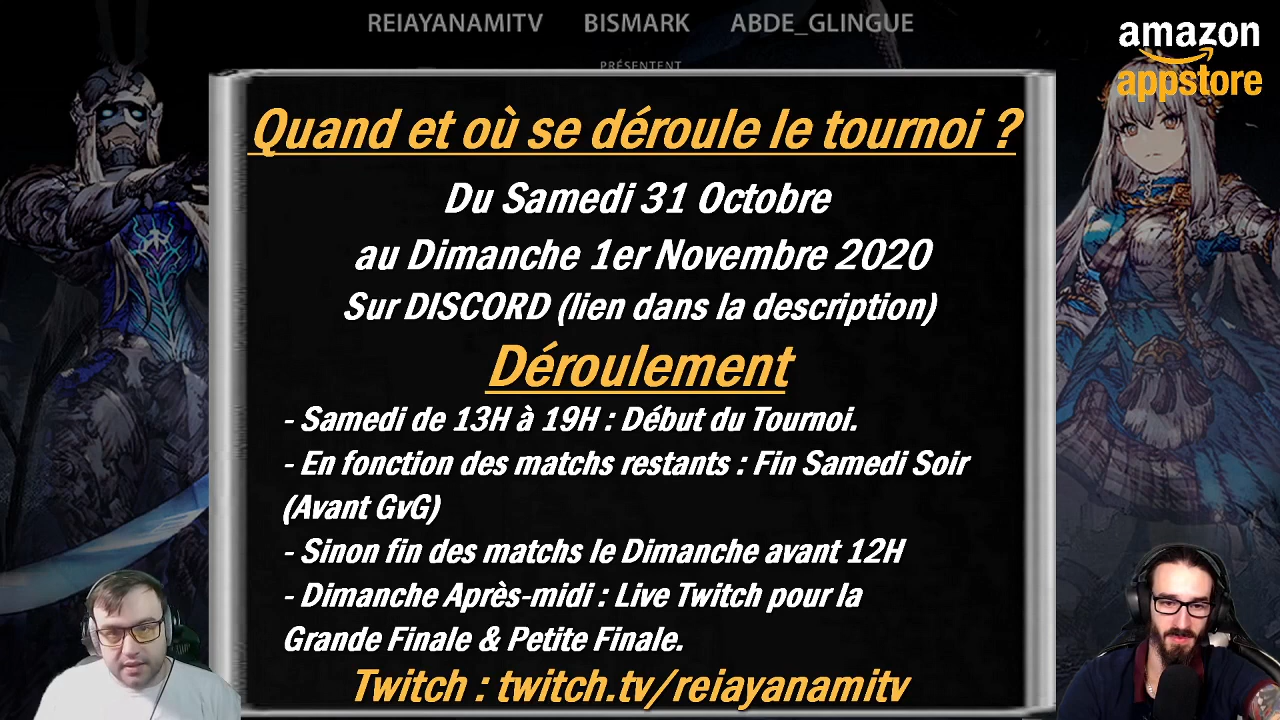 REIAYANAMITV BISMARK ABDE_GLINGUE
PRÉSENTENT
amazon
appstore
Quand et où se déroule le tournoi ?
Du Samedi 31 Octobre
au Dimanche 1er Novembre 2020
Sur DISCORD (lien dans la description)
Déroulement
- Samedi de 13H à 19H : Début du Tournoi.
- En fonction des matchs restants : Fin Samedi Soir
(Avant GvG)
- Sinon fin des matchs le Dimanche avant 12H
- Dimanche Après-midi : Live Twitch pour la
Grande Finale & Petite Finale.
Twitch : twitch.tv/reiayanamitv